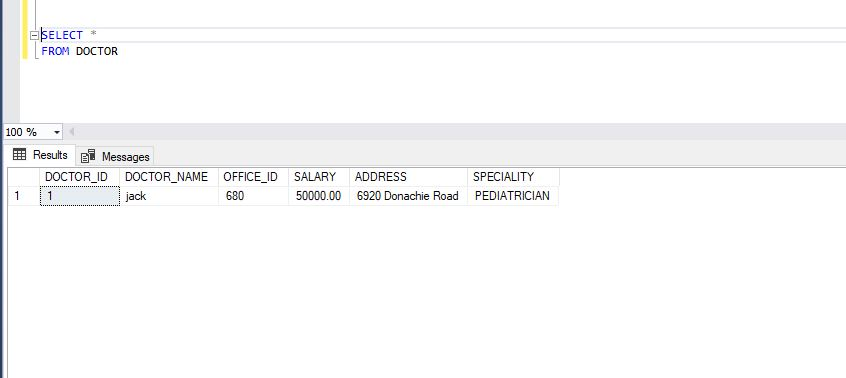 SELECT *
FROM DOCTOR
100 %
Results Messages
DOCTOR_ID DOCTOR_NAME OFFICE_ID SALARY ADDRESS SPECIALITY
1 1 jack 680 50000.00 6920 Donachie Road PEDIATRICIAN